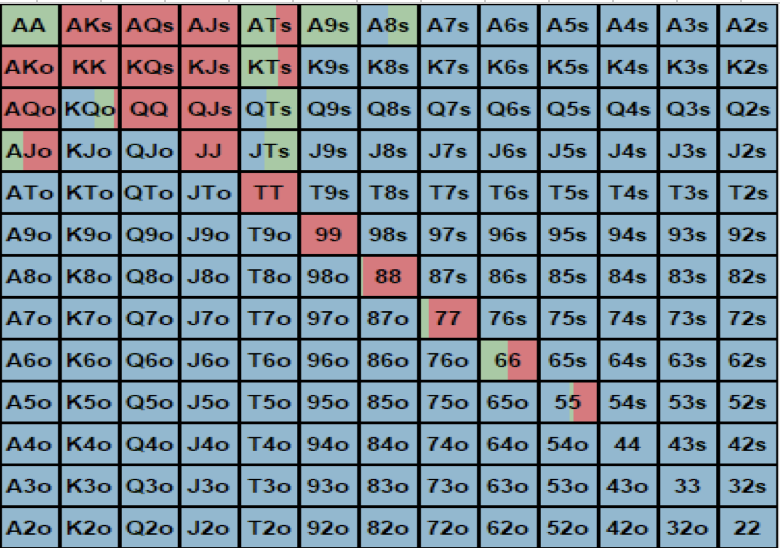 AA AKs AQs AJs ATs A9s A8s A7s A6s A5s A4s A3s A2s
AKo KK KQs KJs KTs K9s K8s K7s K6s K5s K4s K3s K2s
AQo KQo QQ QJs QTs Q9s Q8s Q7s Q6s Q5s Q4s Q3s Q2s
AJo KJo QJo JJ JTs J9s J8s J7s J6s J5s J4s J3s J2s
ATo KTo QTo JTo TT T9s T8s T7s T6s T5s T4s T3s T2s
A9o K9o Q9o J9o T9o 99 98s 97s 96s 95s 94s 93s 92s
A8o K8o Q8o J8o T8o 98o 88 87s 86s 85s 84s 83s 82s
A7o K7o Q7o J7o T7o 97o 87o 77 76s 75s 74s 73s 72s
A6o K6o Q6o J6o T6o 96o 86o 76o 66 65s 64s 63s 62s
A5o K5o Q5o J5o T5o 95o 85o 75o 65o 55 54s 53s 52s
A4o K4o Q4o J4o T4o 94o 84o 74o 64o 54o 44 43s 42s
A3o K3o Q3o J3o T3o 93o 83o 73o 63o 53o 43o 33 32s
A2o K2o Q2o J2o T2o 92o 82o 72o 62o 52o 42o 32o 22